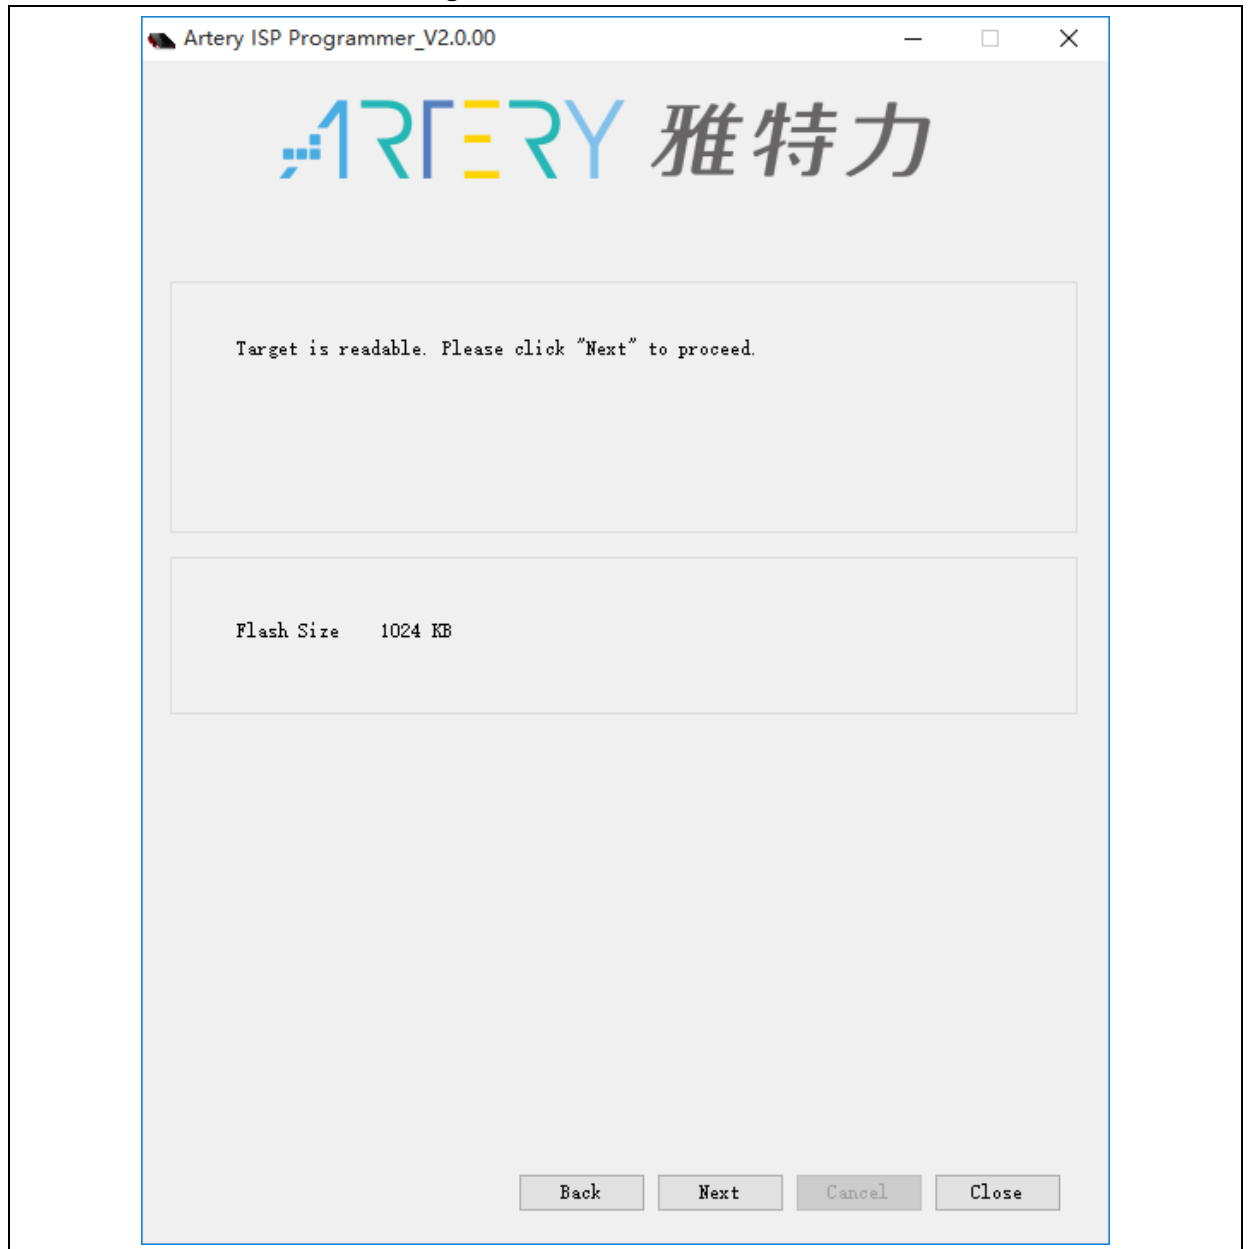 Artery ISP Programmer_V2.0.00
ARTERY 雅特力
Target is readable. Please click "Next" to proceed.
Flash Size 1024 KB
Back Next Cancel Close